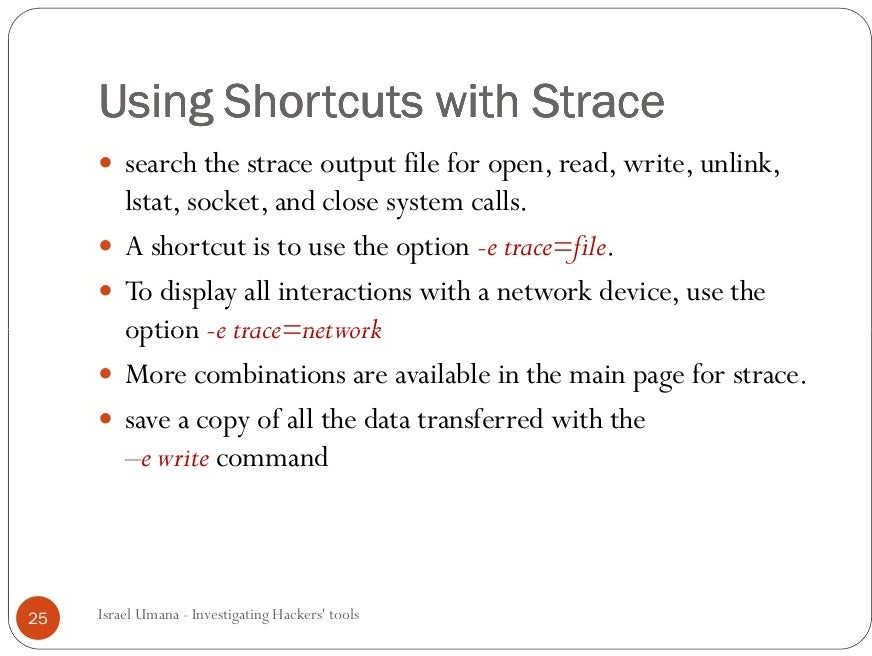 Using Shortcuts with Strace
search the strace output file for open, read, write, unlink,
lstat, socket, and close system calls.
A shortcut is to use the option -e trace=file.
To display all interactions with a network device, use the
option -e trace=network
More combinations are available in the main page for strace.
save a copy of all the data transferred with the
–e write command
25
Israel Umana - Investigating Hackers' tools